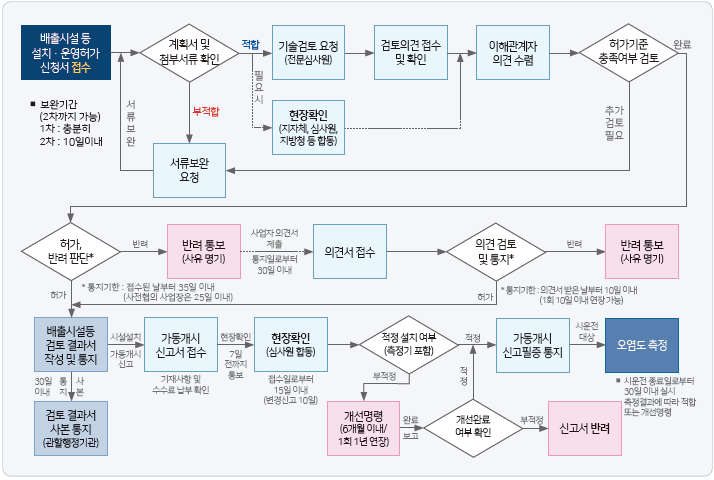 배출시설 등
설치 · 운영허가
신청서 접수
계획서 및
첨부서류 확인
적합
기술검토 요청
(전문심사원)
검토의견 접수
및 확인
이해관계자
의견 수렴
허가기준
충족여부 검토
완료
필요시
현장확인
(지자체, 심사원,
지방청 등 합동)
부적합
■ 보완기간
(2차까지 가능)
1차 : 충분히
2차 : 10일이내
서류보완
서류보완
요청
추가
검토
필요
허가,
반려 판단*
반려
반려 통보
(사유 명기)
사업자 의견서
제출
통지일로부터
30일 이내
의견서 접수
의견 검토
및 통지*
반려
반려 통보
(사유 명기)
* 통지기한 : 접수된 날부터 35일 이내
(사전협의 사업장은 25일 이내)
허가
허가
* 통지기한 : 의견서 받은 날부터 10일 이내
(1회 10일 이내 연장 가능)
배출시설등
검토 결과서
작성 및 통지
시설설치
가동개시
신고
가동개시
신고서 접수
기재사항 및
수수료 납부 확인
현장확인
7일
전까지
통보
현장확인
(심사원 합동)
접수일로부터
15일 이내
(변경신고 10일)
적정 설치 여부
(측정기 포함)
적정
가동개시
신고필증 통지
시운전
대상
오염도 측정
■ 시운전 종료일로부터
30일 이내 실시
측정결과에 따라 적합
또는 개선명령
30일
이내
통지
사본
검토 결과서
사본 통지
(관할행정기관)
부적정
개선명령
(6개월 이내/
1회 1년 연장)
완료
보고
적정
개선완료
여부 확인
부적정
신고서 반려